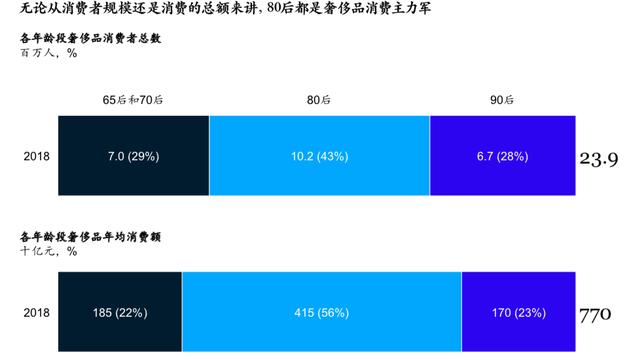 无论从消费者规模还是消费的总额来讲, 80后都是奢侈品消费主力军
各年龄段奢侈品消费者总数
百万人, %
65后和70后 80后 90后
2018 7.0 (29%) 10.2 (43%) 6.7 (28%) 23.9
各年龄段奢侈品年均消费额
十亿元, %
2018 185 (22%) 415 (56%) 170 (23%) 770